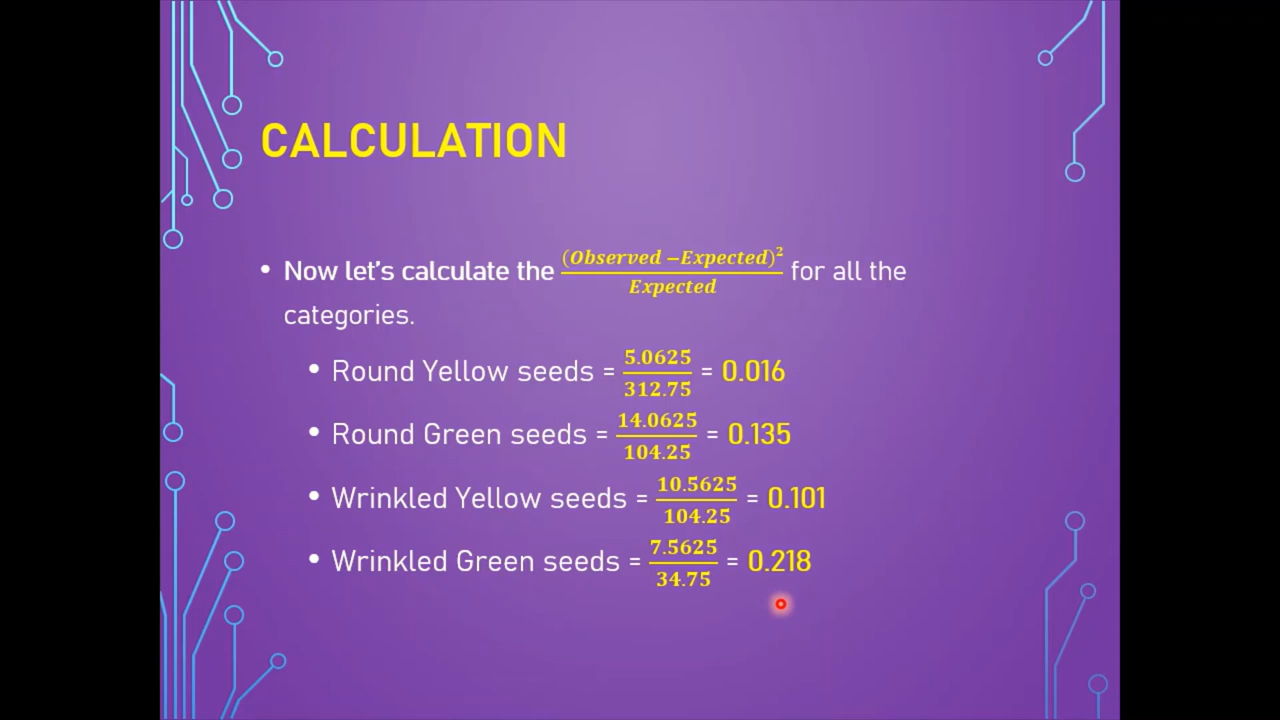 CALCULATION
• Now let's calculate the (Observed −Expected)² / Expected for all the
categories.
• Round Yellow seeds = 5.0625 / 312.75 = 0.016
• Round Green seeds = 14.0625 / 104.25 = 0.135
• Wrinkled Yellow seeds = 10.5625 / 104.25 = 0.101
• Wrinkled Green seeds = 7.5625 / 34.75 = 0.218